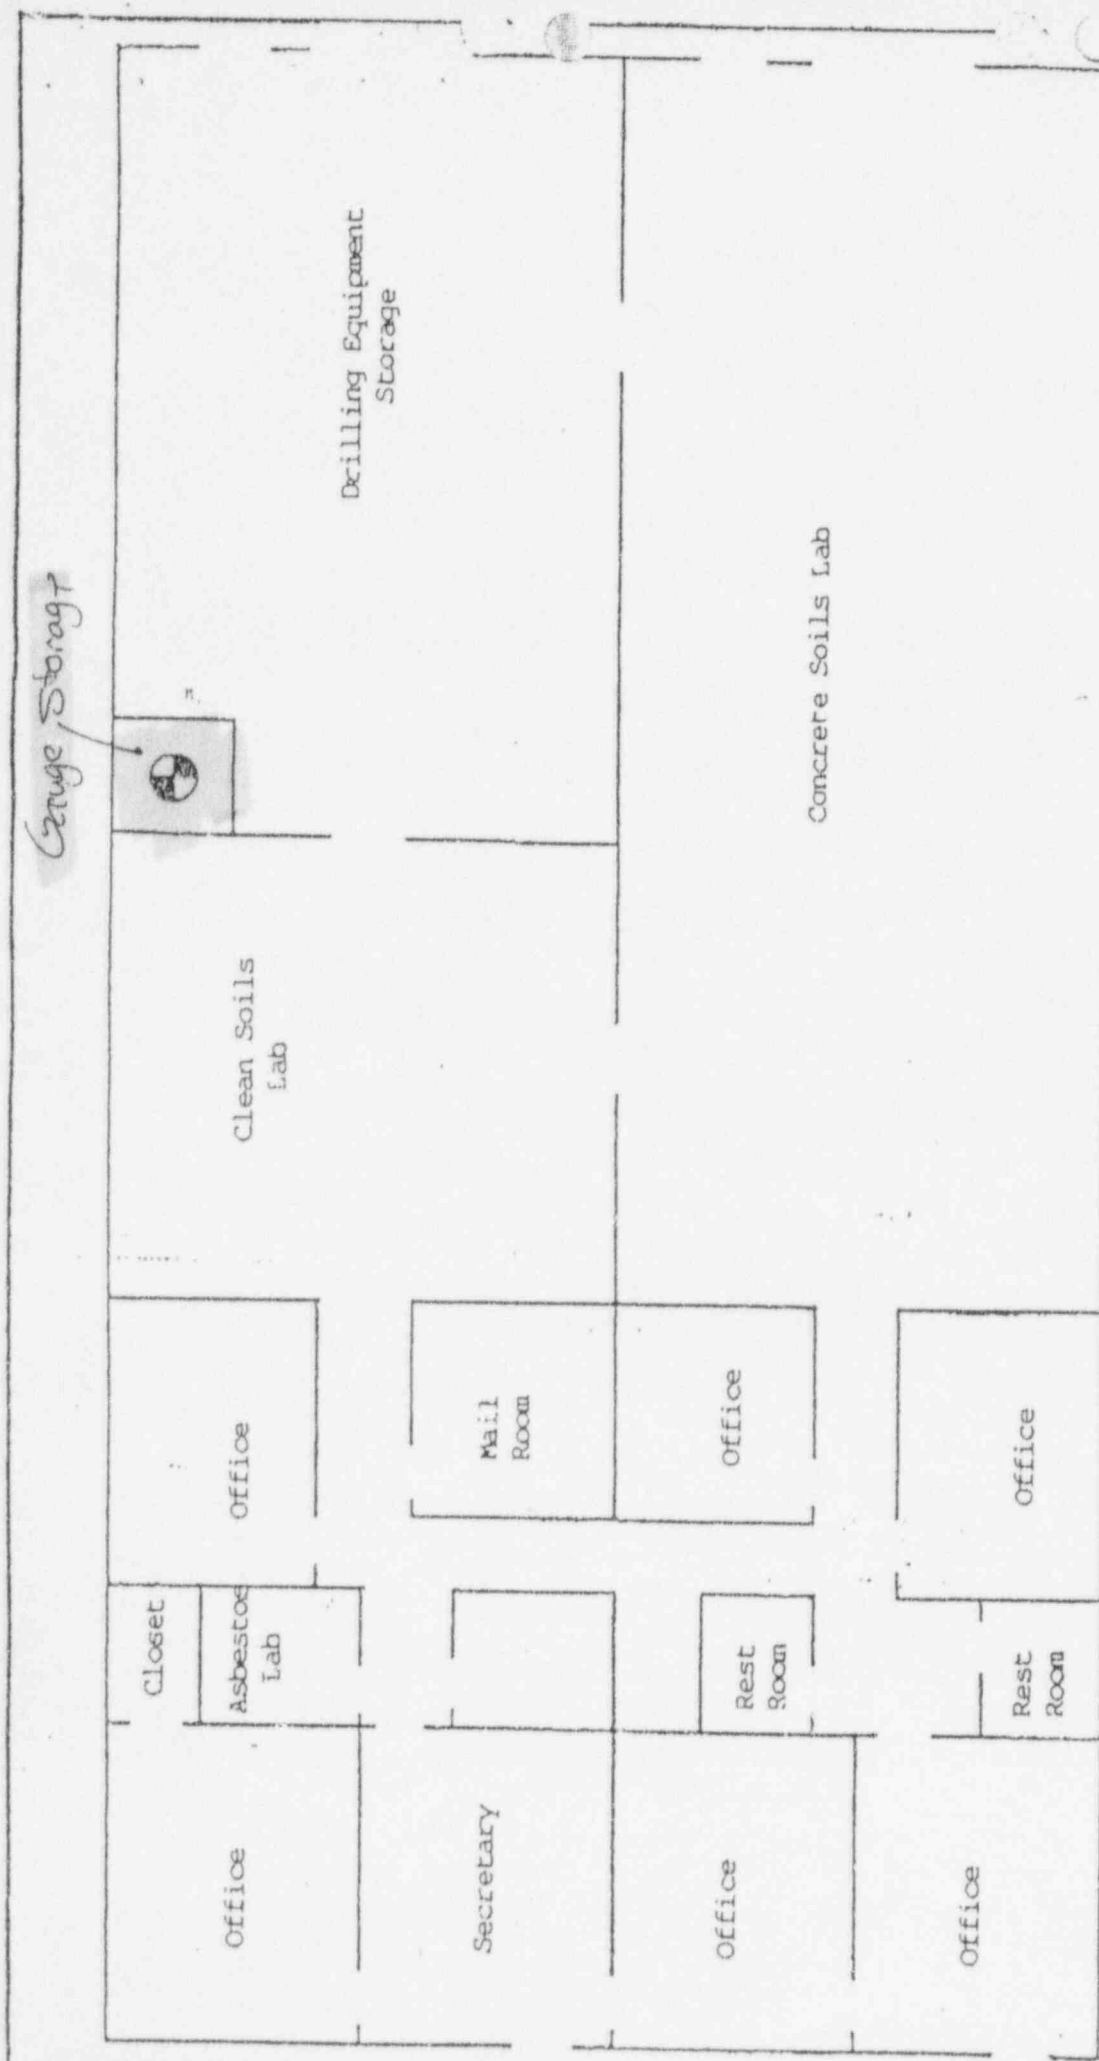 Gauge Storage
Drilling Equipment
Storage
Clean Soils
Lab
Concrete Soils Lab
Office
Mail
Room
Office
Office
Closet
Asbestos
Lab
Rest
Room
Rest
Room
Office
Secretary
Office
Office